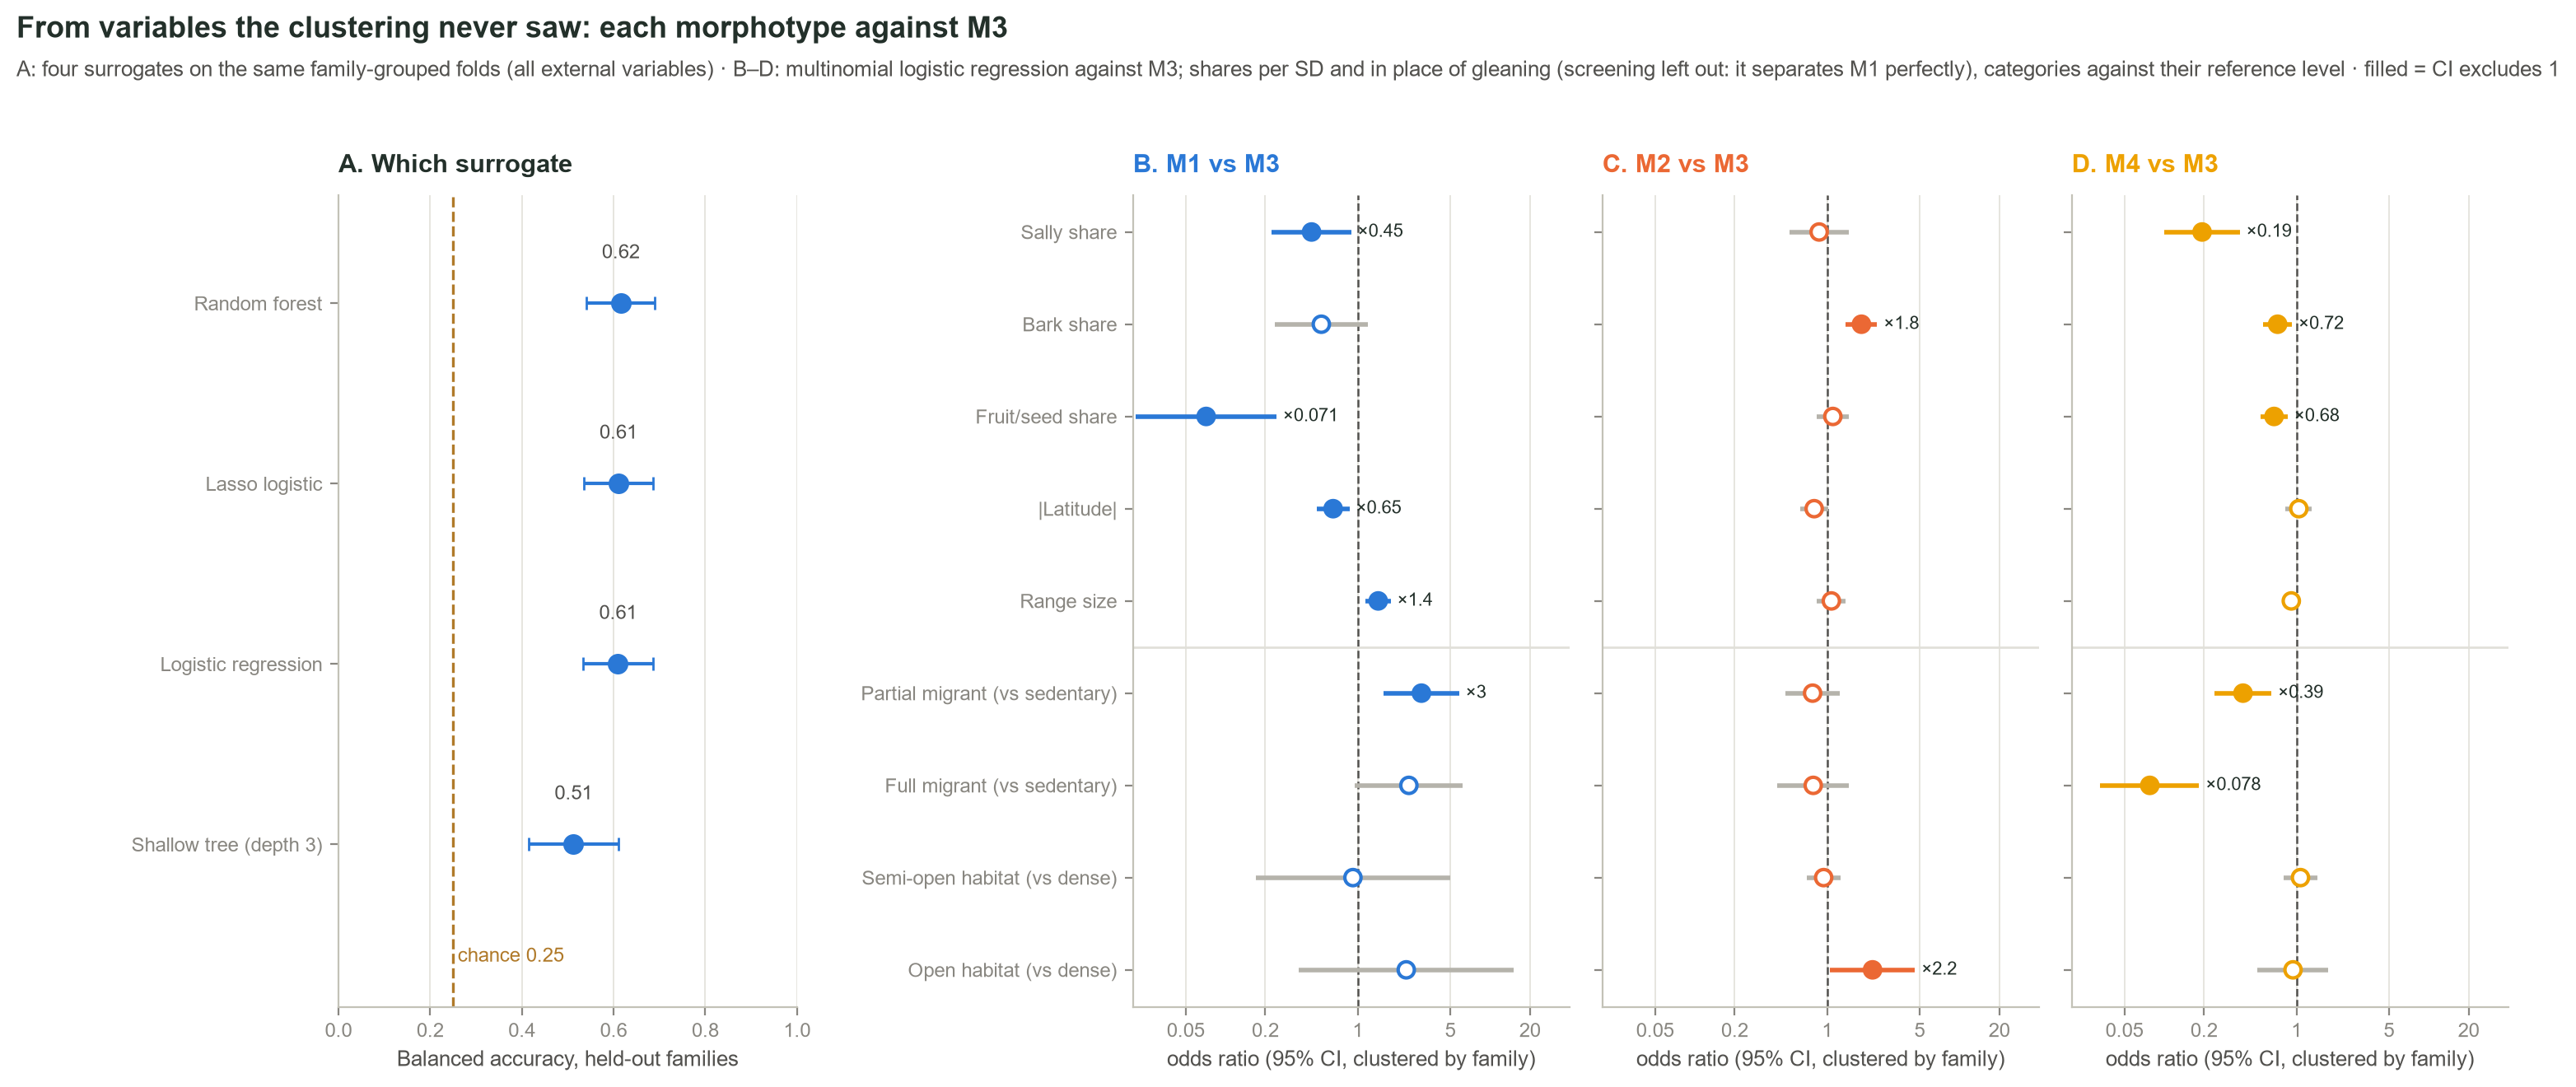 From variables the clustering never saw: each morphotype against M3
A: four surrogates on the same family-grouped folds (all external variables) · B–D: multinomial logistic regression against M3; shares per SD and in place of gleaning (screening left out: it separates M1 perfectly), categories against their reference level · filled = CI excludes 1
A. Which surrogate
Random forest
0.62
Lasso logistic
0.61
Logistic regression
0.61
Shallow tree (depth 3)
0.51
chance 0.25
0.0 0.2 0.4 0.6 0.8 1.0
Balanced accuracy, held-out families
B. M1 vs M3
Sally share
×0.45
Bark share
Fruit/seed share
×0.071
|Latitude|
×0.65
Range size
×1.4
Partial migrant (vs sedentary)
×3
Full migrant (vs sedentary)
Semi-open habitat (vs dense)
Open habitat (vs dense)
0.05 0.2 1 5 20
odds ratio (95% CI, clustered by family)
C. M2 vs M3
×1.8
×2.2
0.05 0.2 1 5 20
odds ratio (95% CI, clustered by family)
D. M4 vs M3
×0.19
×0.72
×0.68
×0.39
×0.078
0.05 0.2 1 5 20
odds ratio (95% CI, clustered by family)